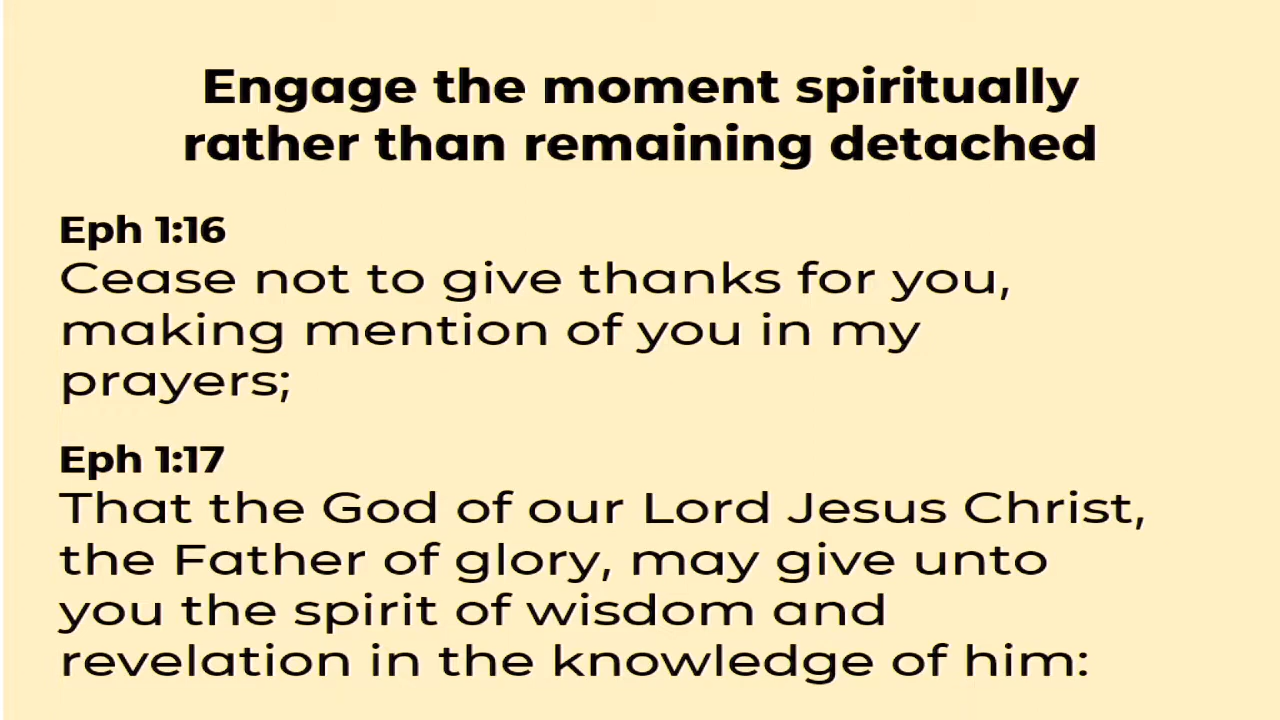 Engage the moment spiritually
rather than remaining detached
Eph 1:16
Cease not to give thanks for you,
making mention of you in my
prayers;
Eph 1:17
That the God of our Lord Jesus Christ,
the Father of glory, may give unto
you the spirit of wisdom and
revelation in the knowledge of him: